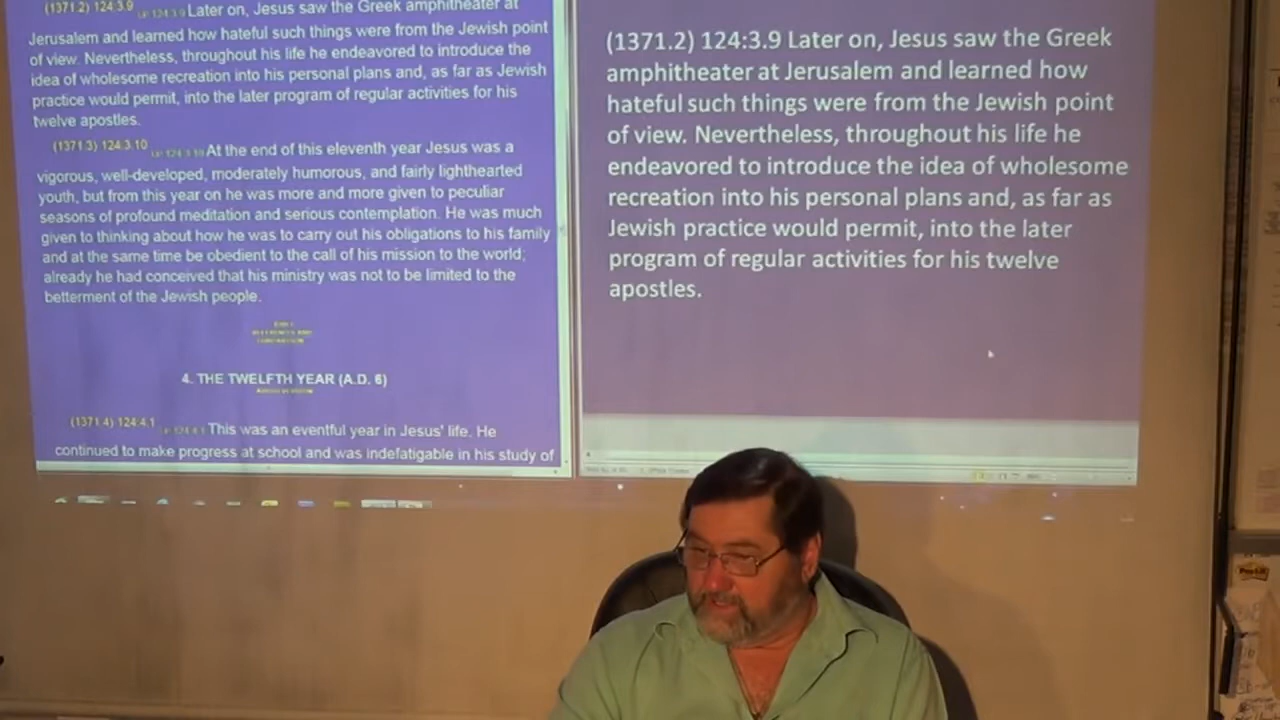 (1371.2) 124:3.9 Later on, Jesus saw the Greek amphitheater at
Jerusalem and learned how hateful such things were from the Jewish point
of view. Nevertheless, throughout his life he endeavored to introduce the
idea of wholesome recreation into his personal plans and, as far as Jewish
practice would permit, into the later program of regular activities for his
twelve apostles.
(1371.3) 124:3.10 At the end of this eleventh year Jesus was a
vigorous, well-developed, moderately humorous, and fairly lighthearted
youth, but from this year on he was more and more given to peculiar
seasons of profound meditation and serious contemplation. He was much
given to thinking about how he was to carry out his obligations to his family
and at the same time be obedient to the call of his mission to the world;
already he had conceived that his ministry was not to be limited to the
betterment of the Jewish people.
4. THE TWELFTH YEAR (A.D. 6)
(1371.4) 124:4.1 This was an eventful year in Jesus' life. He
continued to make progress at school and was indefatigable in his study of
(1371.2) 124:3.9 Later on, Jesus saw the Greek
amphitheater at Jerusalem and learned how
hateful such things were from the Jewish point
of view. Nevertheless, throughout his life he
endeavored to introduce the idea of wholesome
recreation into his personal plans and, as far as
Jewish practice would permit, into the later
program of regular activities for his twelve
apostles.
Post-it